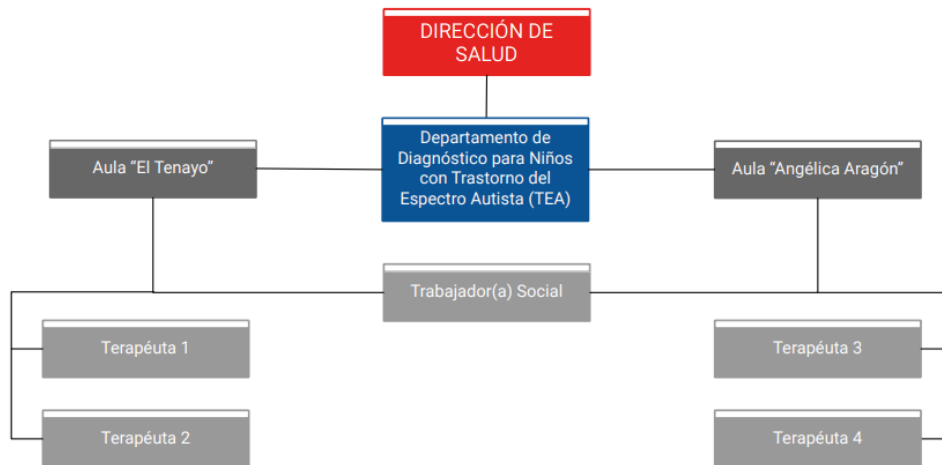 DIRECCIÓN DE
SALUD
Departamento de
Diagnóstico para Niños
con Trastorno del
Espectro Autista (TEA)
Aula “El Tenayo”
Aula “Angélica Aragón”
Trabajador(a) Social
Terapéuta 1
Terapéuta 3
Terapéuta 2
Terapéuta 4